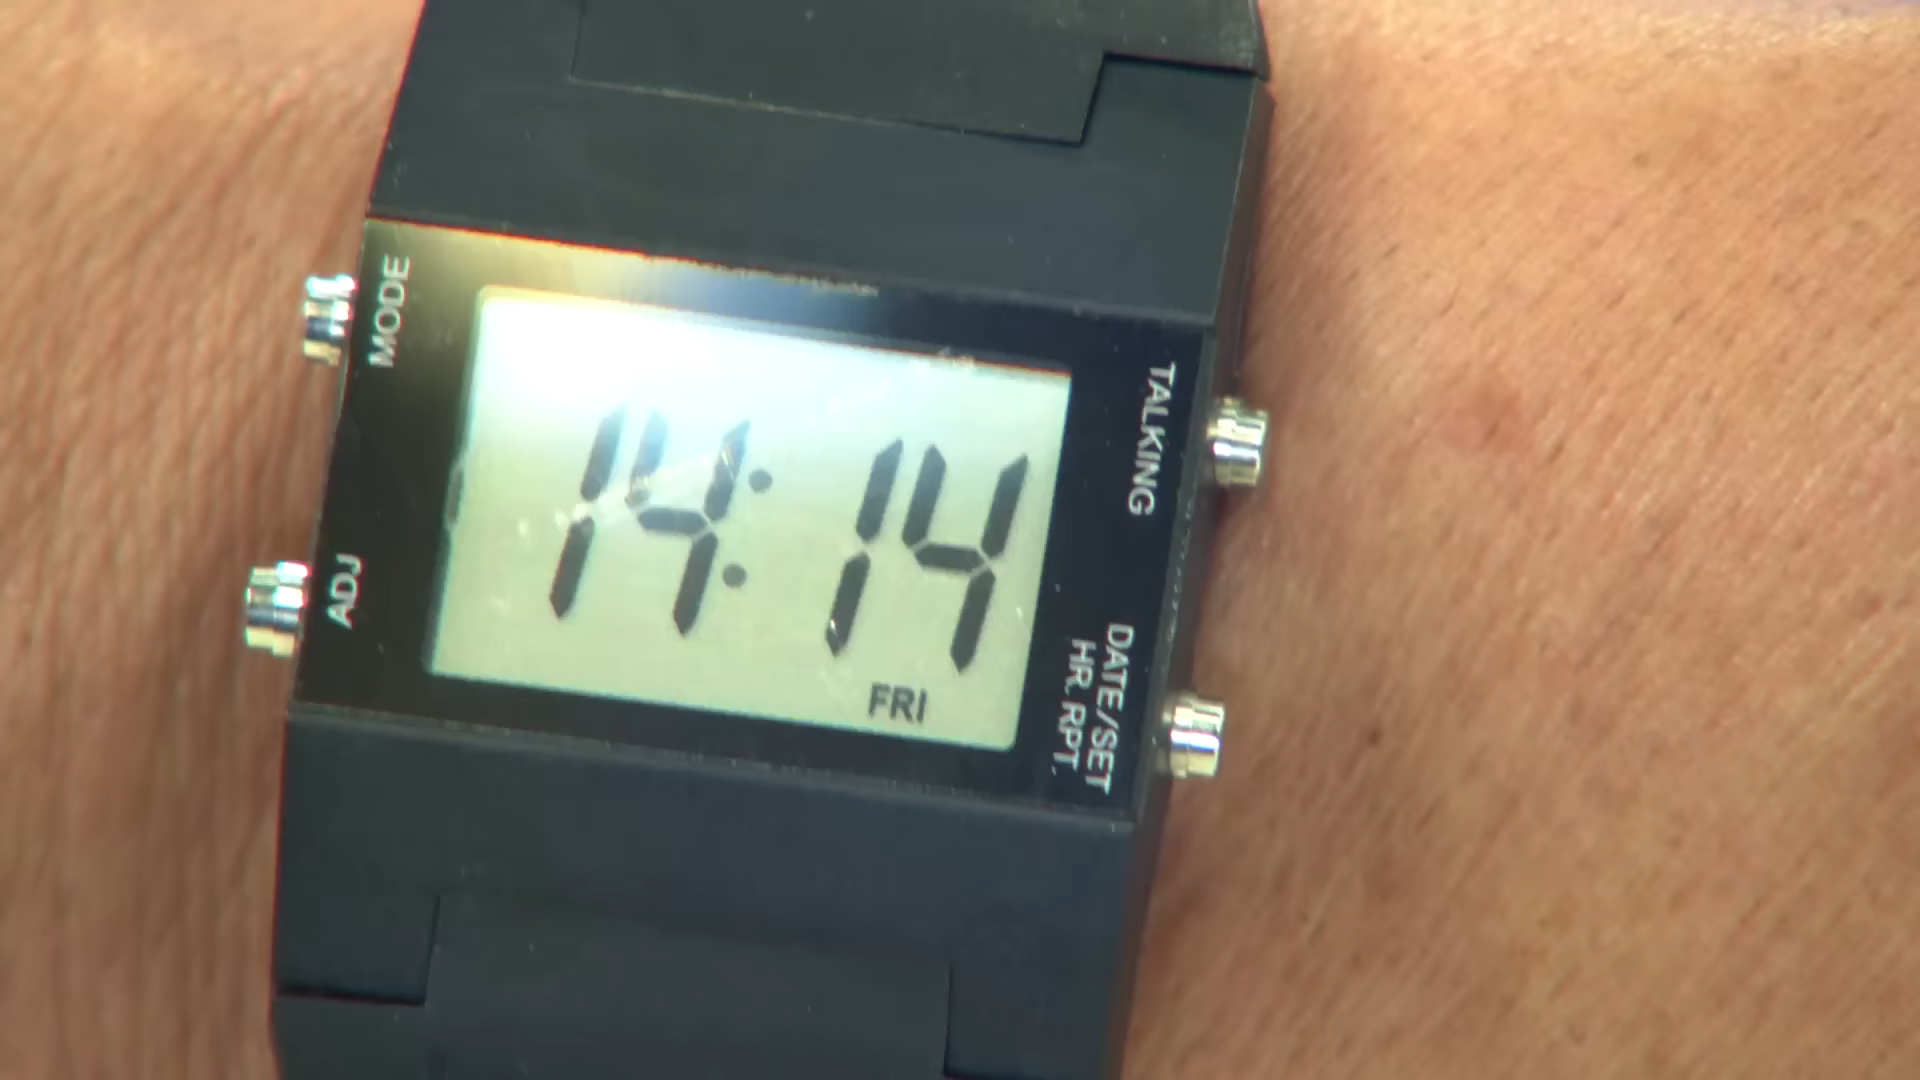 MODE
TALKING
14:14
ADJ
FRI
DATE/SET
HR. RPT.